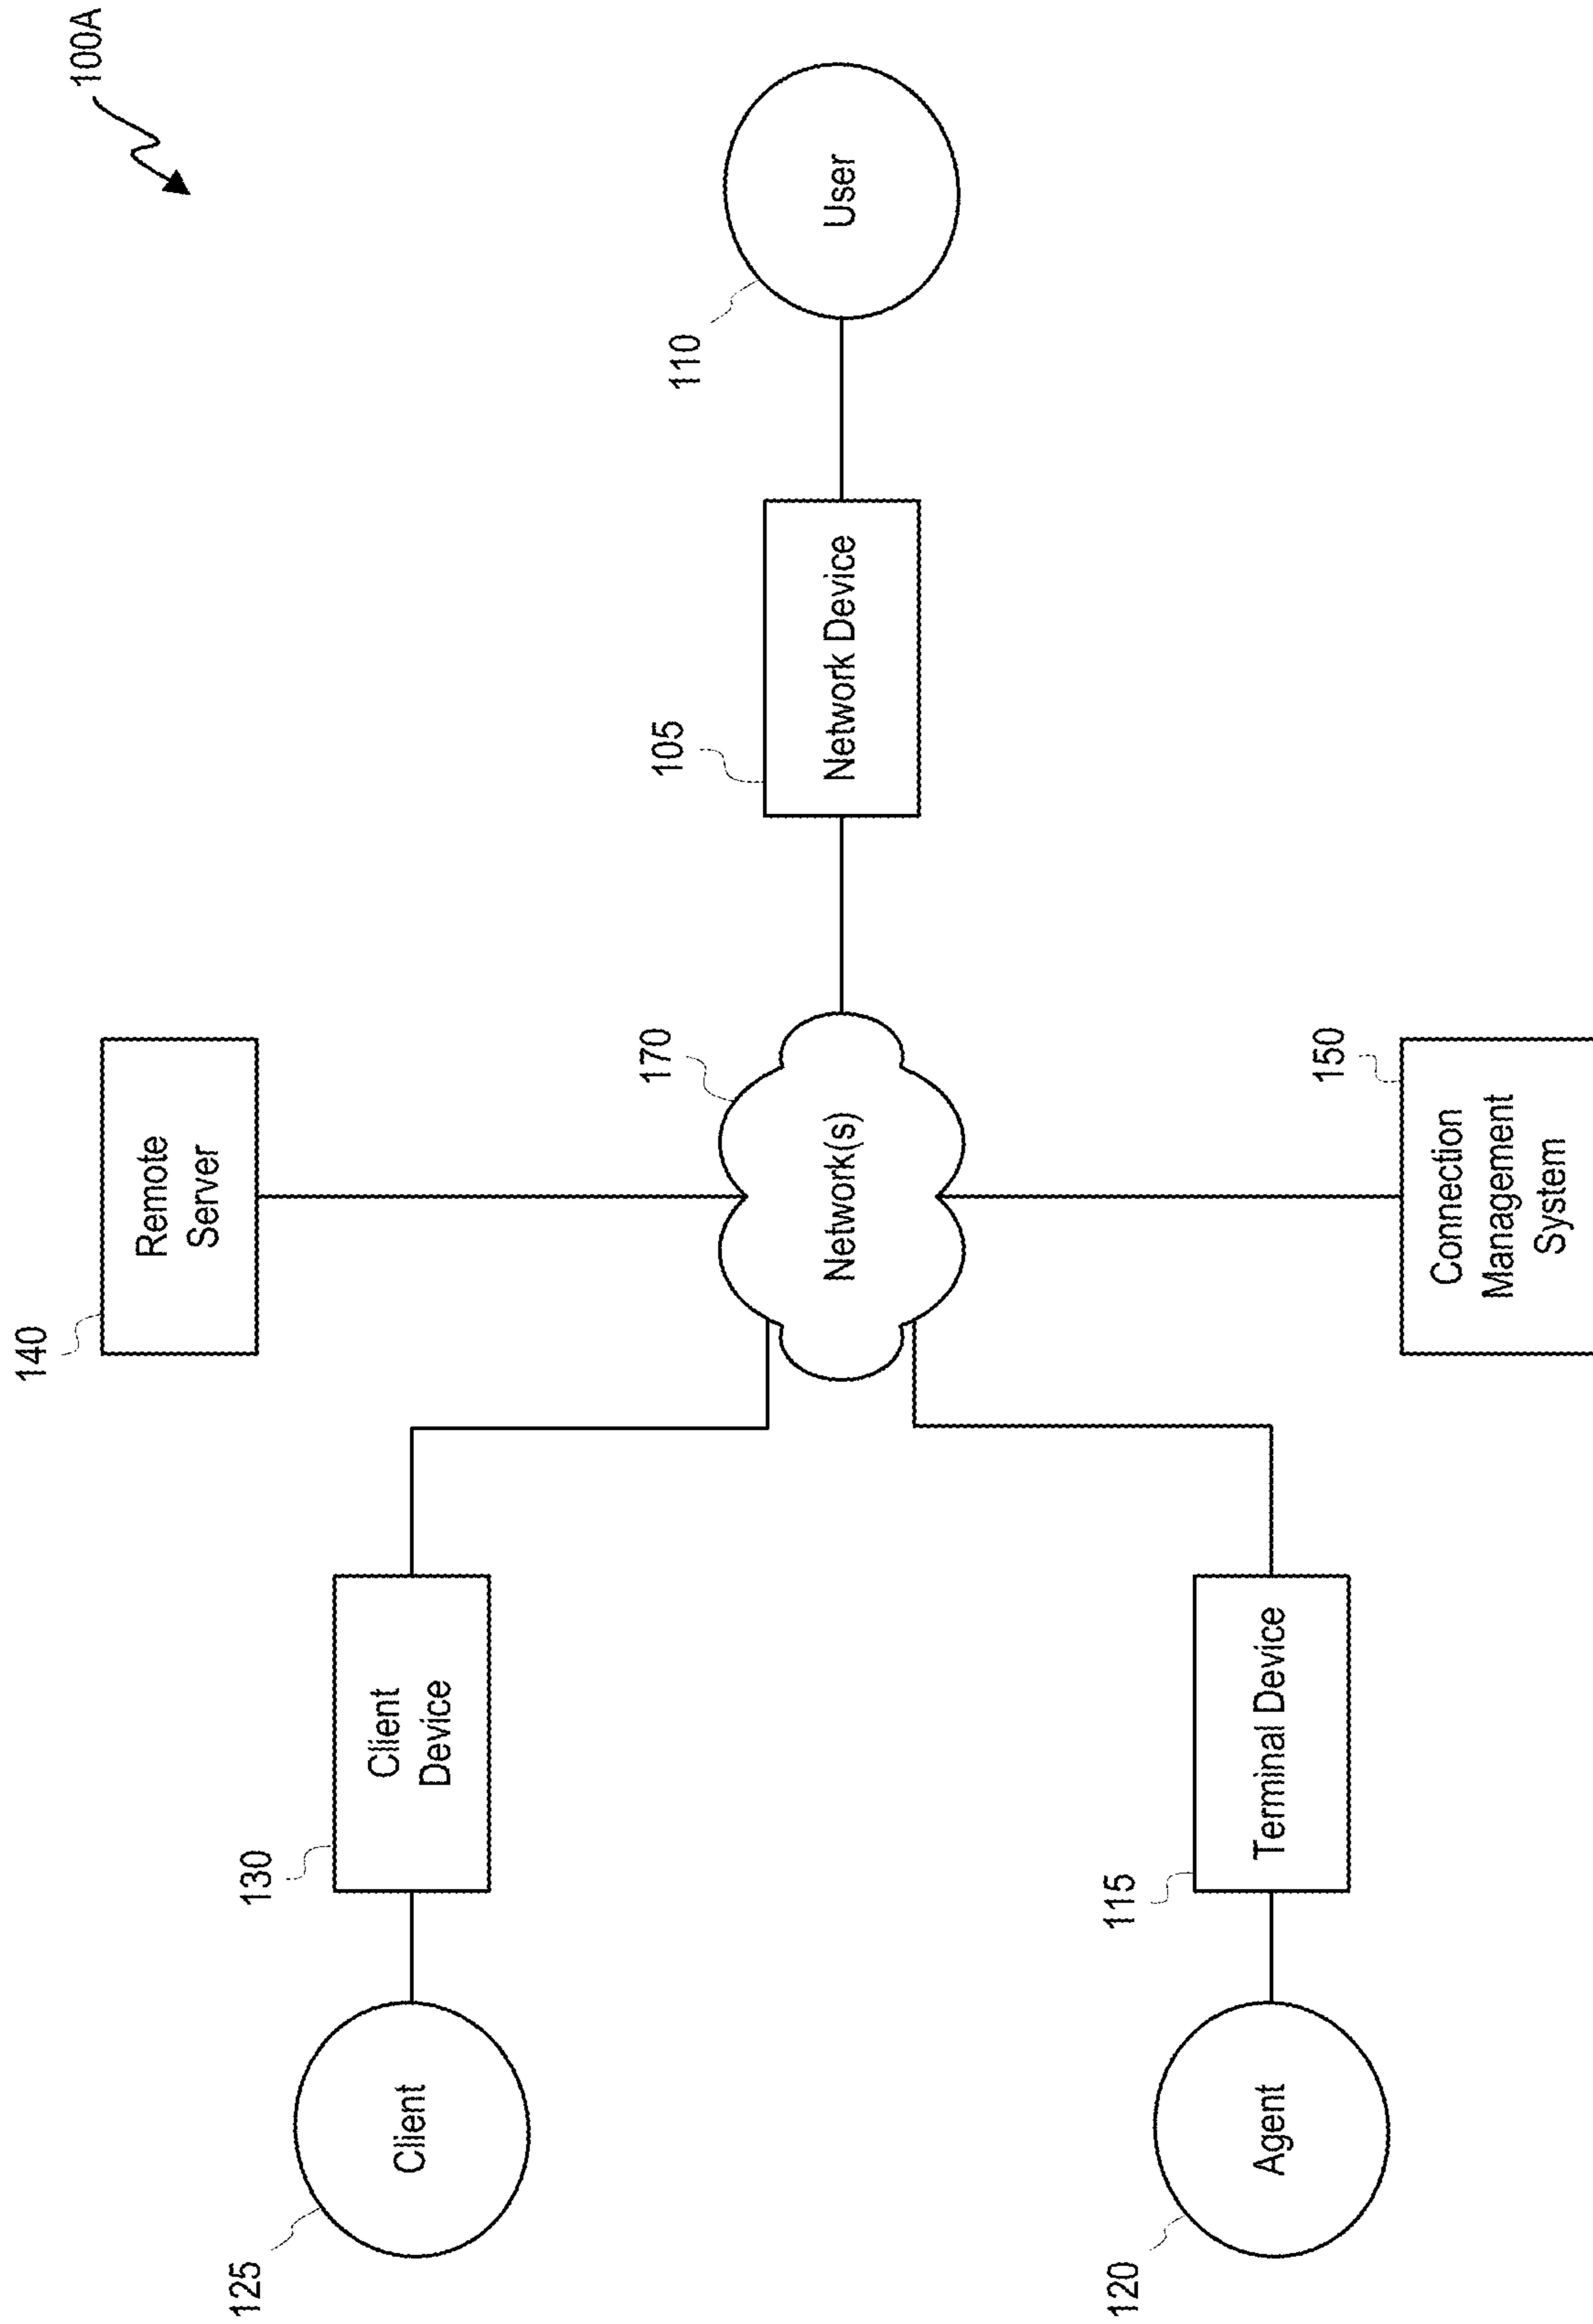 100A
140
Remote
Server
125
Client
130
Client
Device
170
Network(s)
105
Network Device
110
User
120
Agent
115
Terminal Device
150
Connection
Management
System